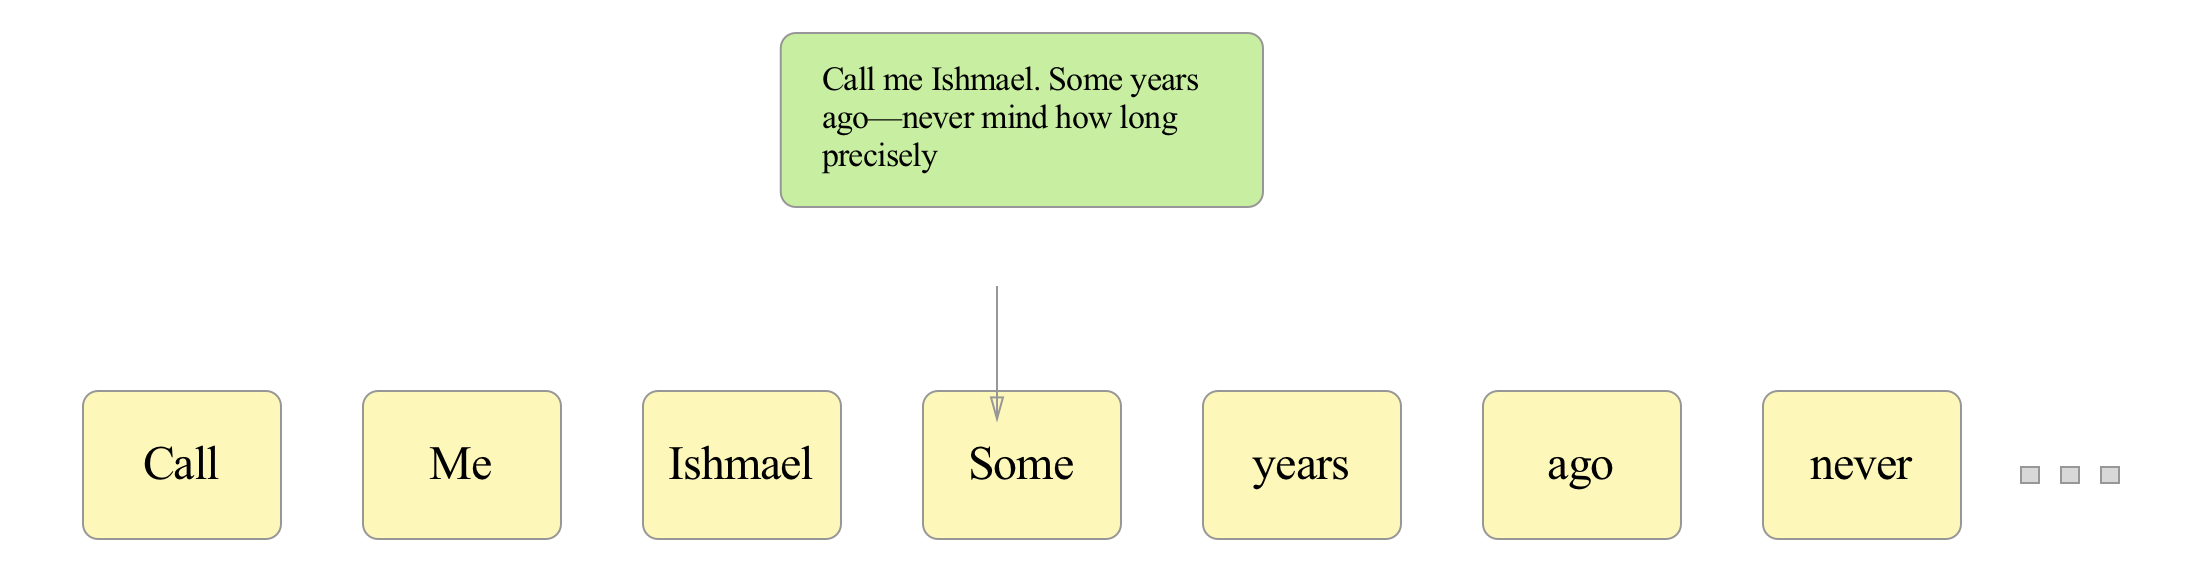 Call me Ishmael. Some years
ago—never mind how long
precisely
Call Me Ishmael Some years ago never